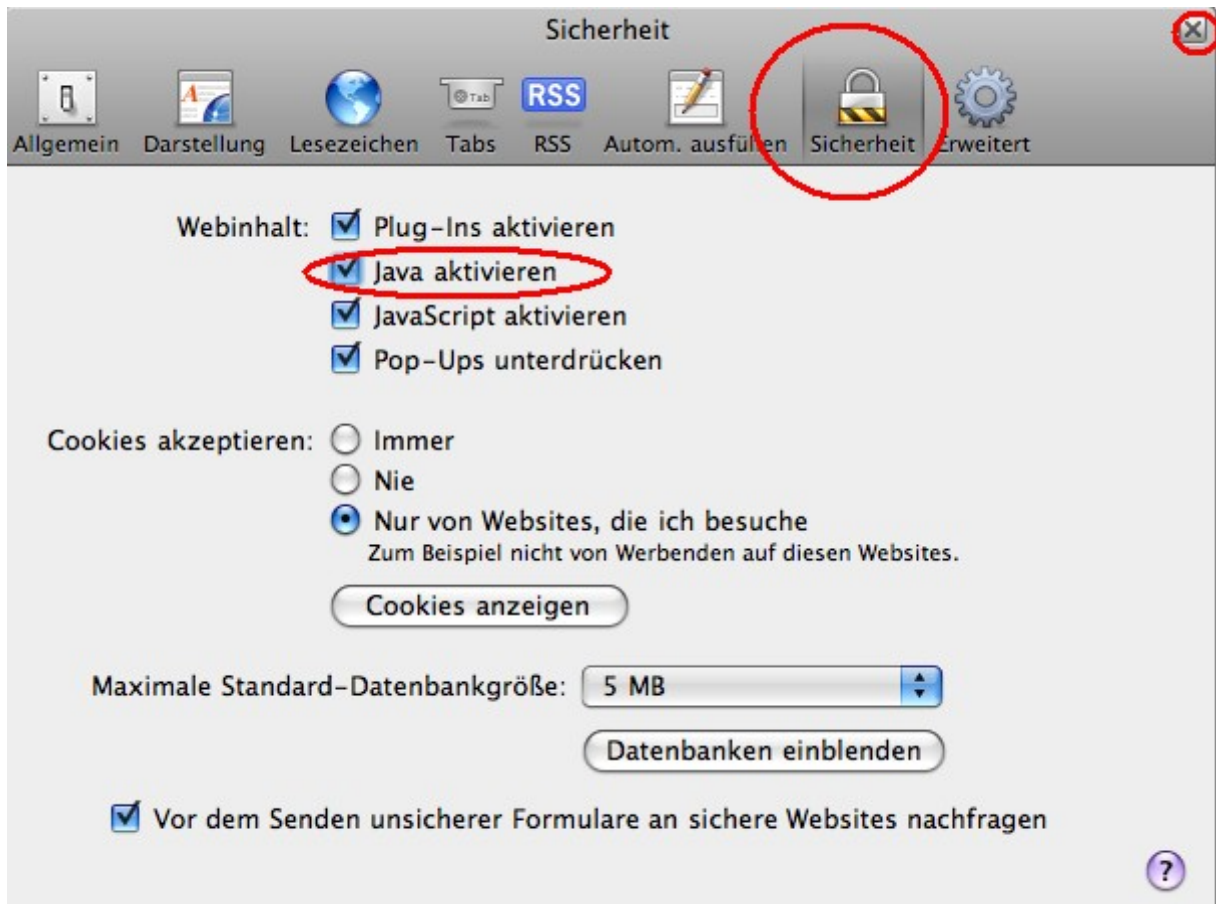 Sicherheit
Allgemein Darstellung Lesezeichen Tabs RSS Autom. ausfüllen Sicherheit Erweitert
Webinhalt: Plug-Ins aktivieren
Java aktivieren
JavaScript aktivieren
Pop-Ups unterdrücken
Cookies akzeptieren: Immer
Nie
Nur von Websites, die ich besuche
Zum Beispiel nicht von Werbenden auf diesen Websites.
Cookies anzeigen
Maximale Standard-Datenbankgröße: 5 MB
Datenbanken einblenden
Vor dem Senden unsicherer Formulare an sichere Websites nachfragen
?